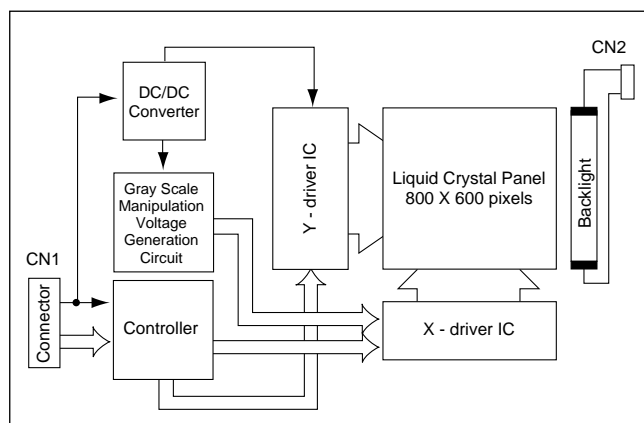 CN2
DC/DC
Converter
Y - driver IC
Liquid Crystal Panel
800 X 600 pixels
Backlight
Gray Scale
Manipulation
Voltage
Generation
Circuit
CN1
Connector
Controller
X - driver IC